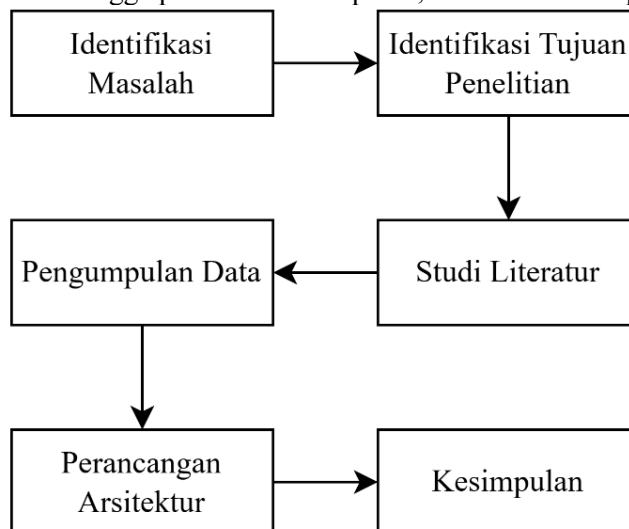 Identifikasi
Masalah
Identifikasi Tujuan
Penelitian
Studi Literatur
Pengumpulan Data
Perancangan
Arsitektur
Kesimpulan